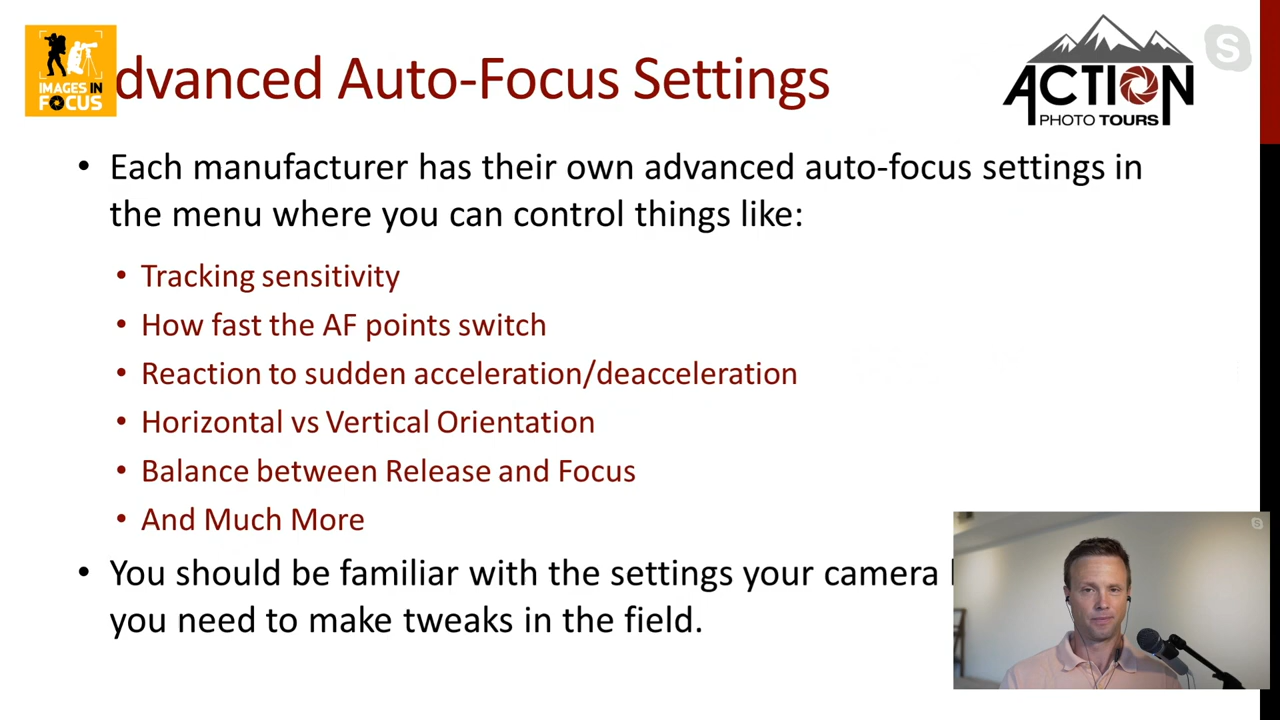 IMAGES IN
FOCUS
dvanced Auto-Focus Settings
ACTION
PHOTO TOURS
S
• Each manufacturer has their own advanced auto-focus settings in
the menu where you can control things like:
• Tracking sensitivity
• How fast the AF points switch
• Reaction to sudden acceleration/deacceleration
• Horizontal vs Vertical Orientation
• Balance between Release and Focus
• And Much More
• You should be familiar with the settings your camera
you need to make tweaks in the field.